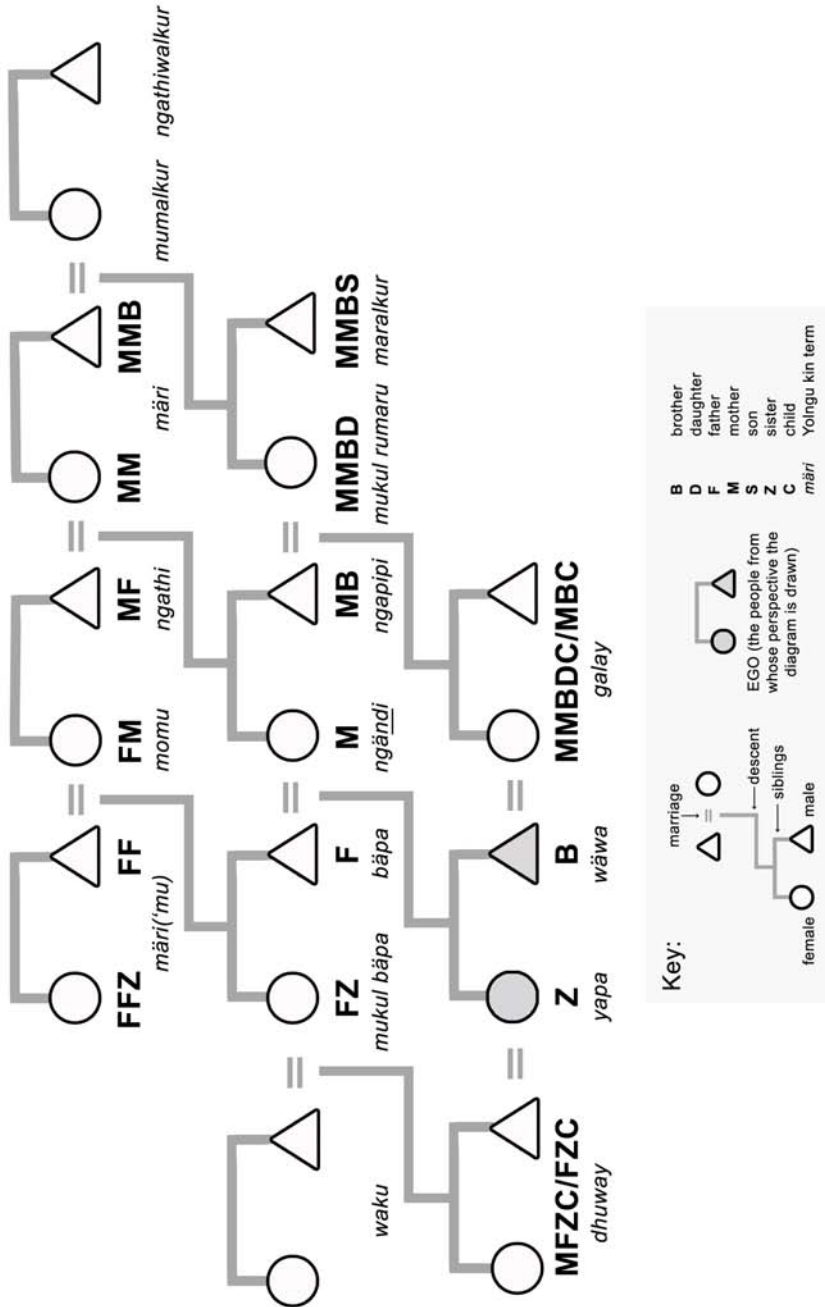 mumalkur ngathiwalkur
FFZ FF FM MF MM MMB
märi('mu) momu ngathi märi
FZ F M MB MMBD MMBS
waku mukul bäpa bäpa ngändi ngapipi mukul rumaru maralkur
MFZC/FZC Z B MMBDC/MBC
dhuway yapa wäwa galay
Key:
marriage
descent
siblings
female male
EGO (the people from
whose perspective the
diagram is drawn)
B brother
D daughter
F father
M mother
S son
Z sister
C child
märi Yolngu kin term